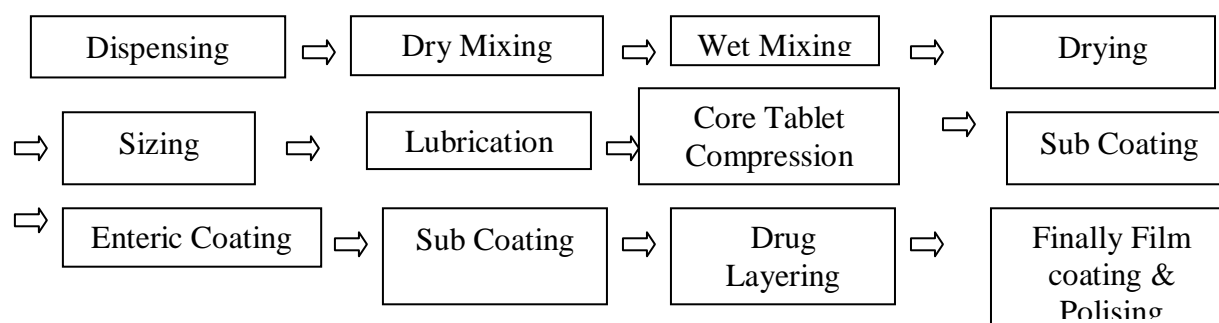 Dispensing
Dry Mixing
Wet Mixing
Drying
Sizing
Lubrication
Core Tablet
Compression
Sub Coating
Enteric Coating
Sub Coating
Drug
Layering
Finally Film
coating &
Polising